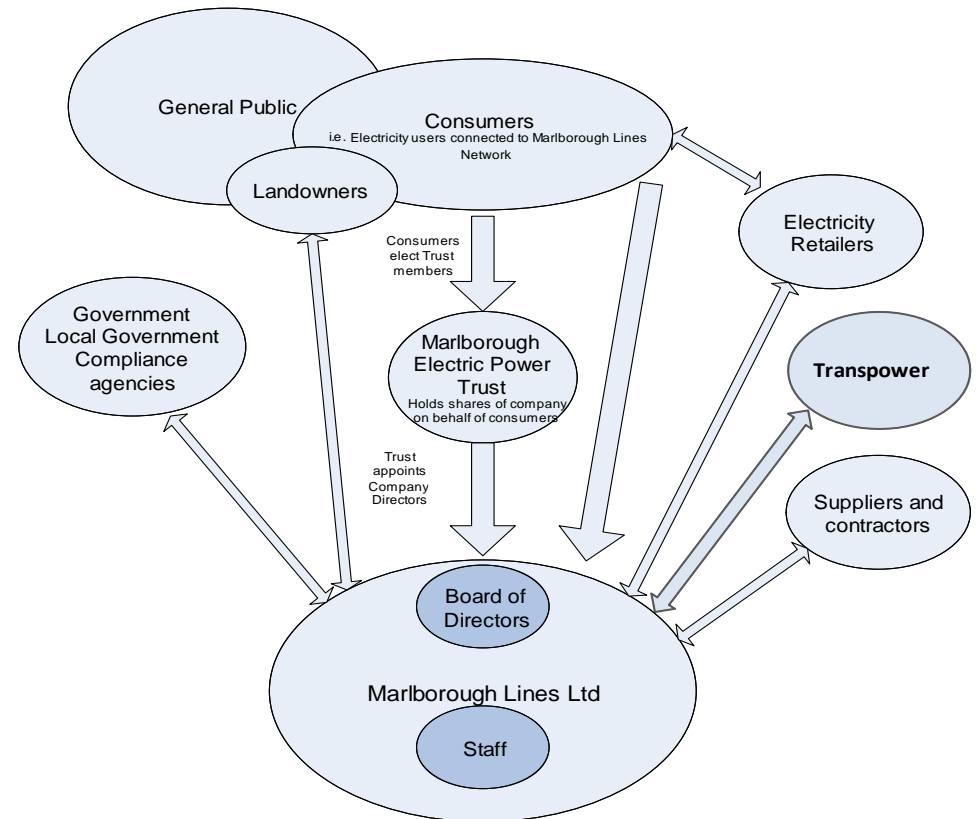 General Public
Consumers
i.e. Electricity users connected to Marlborough Lines
Network
Landowners
Electricity
Retailers
Consumers
elect Trust
members
Government
Local Government
Compliance
agencies
Marlborough
Electric Power
Trust
Holds shares of company
on behalf of consumers
Transpower
Trust
appoints
Company
Directors
Suppliers and
contractors
Board of
Directors
Marlborough Lines Ltd
Staff